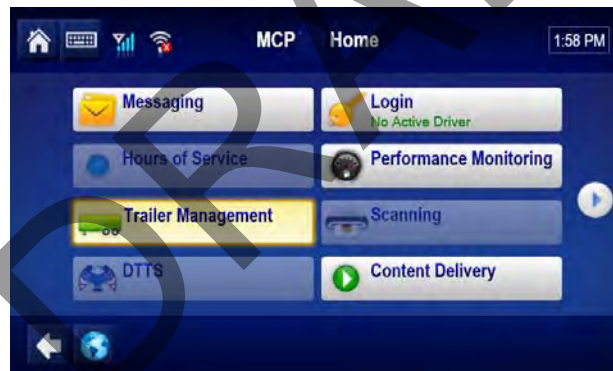 MCP Home 1:58 PM
Messaging
Login
No Active Driver
Hours of Service
Performance Monitoring
Trailer Management
Scanning
DTTS
Content Delivery
DRAFT